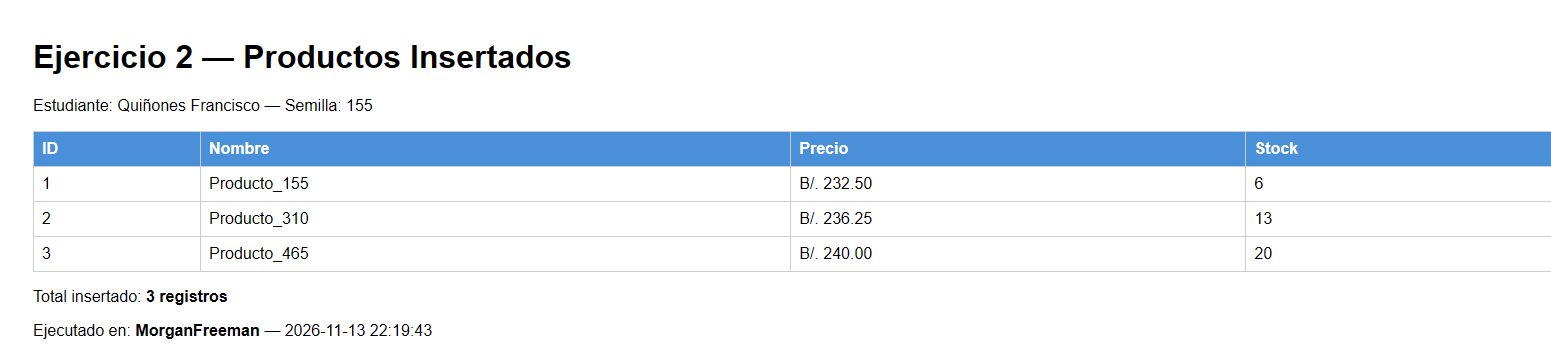 Ejercicio 2 — Productos Insertados
Estudiante: Quiñones Francisco — Semilla: 155
ID Nombre Precio Stock
1 Producto_155 B/. 232.50 6
2 Producto_310 B/. 236.25 13
3 Producto_465 B/. 240.00 20
Total insertado: 3 registros
Ejecutado en: MorganFreeman — 2026-11-13 22:19:43